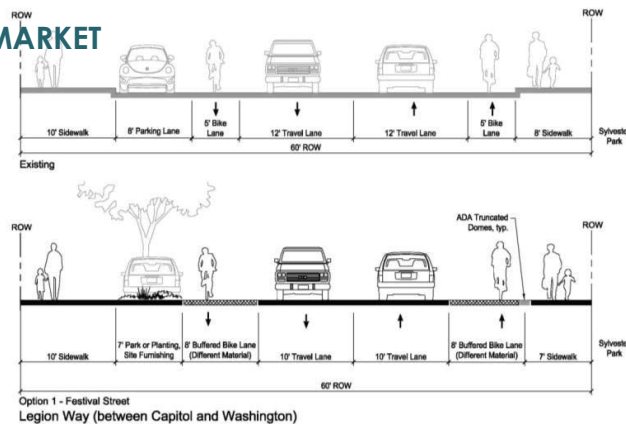 ROW
ROW
MARKET
10' Sidewalk
8' Parking Lane
5' Bike
Lane
12' Travel Lane
12' Travel Lane
5' Bike
Lane
8' Sidewalk
Sylveste
Park
60' ROW
Existing
ROW
ADA Truncated
Domes, typ.
ROW
10' Sidewalk
7' Park or Planting,
Site Furnishing
8' Buffered Bike Lane
(Different Material)
10' Travel Lane
10' Travel Lane
8' Buffered Bike Lane
(Different Material)
7' Sidewalk
Sylveste
Park
60' ROW
Option 1 - Festival Street
Legion Way (between Capitol and Washington)